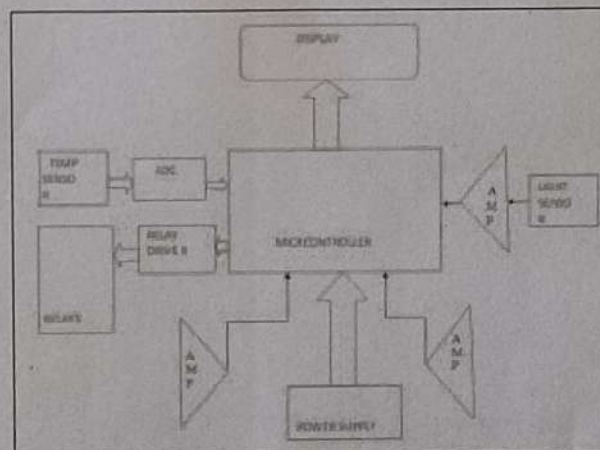 DISPLAY
TEMP
SENSO
R
ADC
A
M
P
LIGHT
SENSO
R
RELAY
DRIVE R
MICROCONTROLLER
RELAYS
A
M
P
A
M
P
POWER SUPPLY